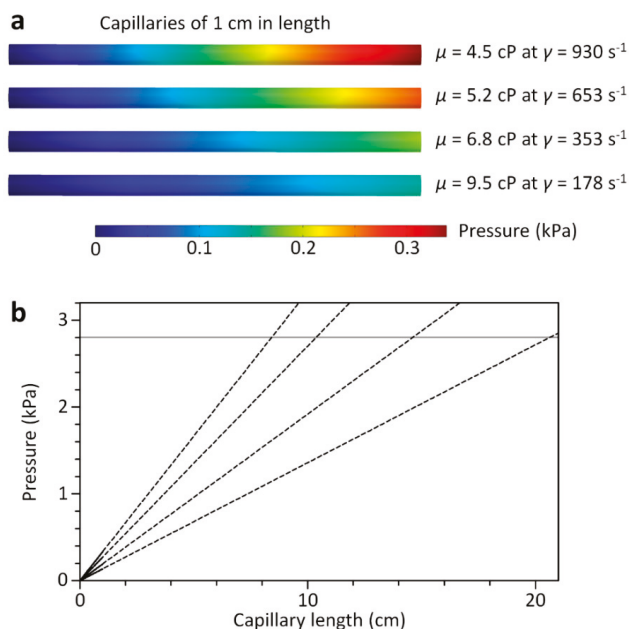 a
Capillaries of 1 cm in length
μ = 4.5 cP at γ = 930 s⁻¹
μ = 5.2 cP at γ = 653 s⁻¹
μ = 6.8 cP at γ = 353 s⁻¹
μ = 9.5 cP at γ = 178 s⁻¹
Pressure (kPa)
0 0.1 0.2 0.3
b
Pressure (kPa)
3
2
1
0
0 10 20
Capillary length (cm)